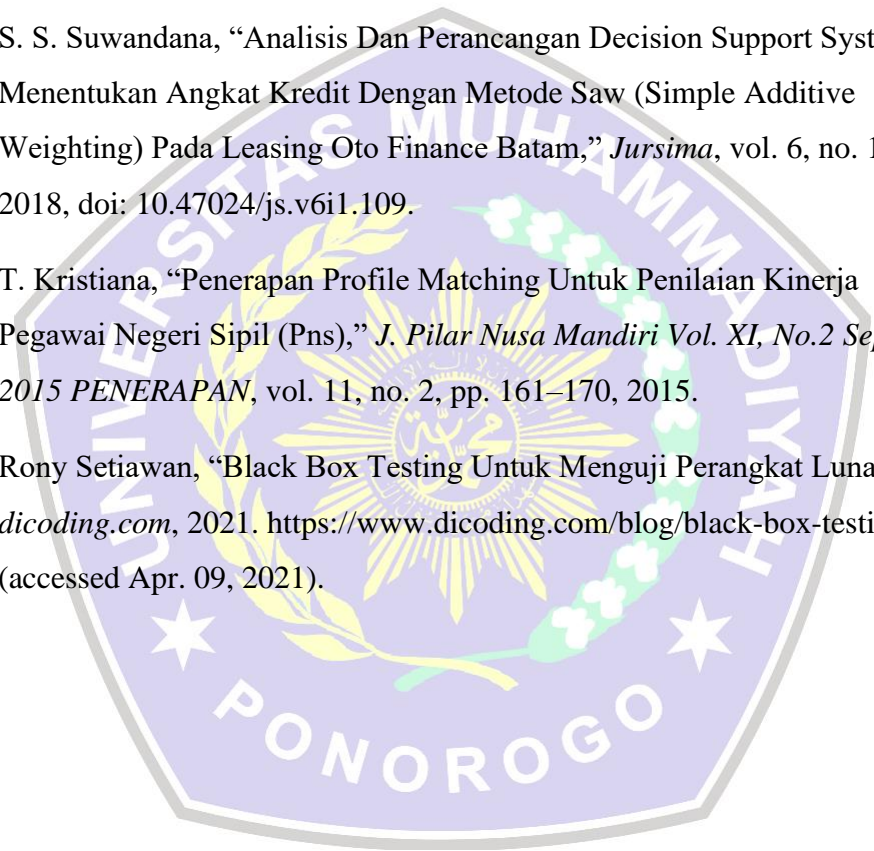 S. S. Suwandana, “Analisis Dan Perancangan Decision Support Syst
Menentukan Angkat Kredit Dengan Metode Saw (Simple Additive
Weighting) Pada Leasing Oto Finance Batam,” Jursima, vol. 6, no. 1
2018, doi: 10.47024/js.v6i1.109.
T. Kristiana, “Penerapan Profile Matching Untuk Penilaian Kinerja
Pegawai Negeri Sipil (Pns),” J. Pilar Nusa Mandiri Vol. XI, No.2 Sep
2015 PENERAPAN, vol. 11, no. 2, pp. 161–170, 2015.
Rony Setiawan, “Black Box Testing Untuk Menguji Perangkat Luna
dicoding.com, 2021. https://www.dicoding.com/blog/black-box-testi
(accessed Apr. 09, 2021).
UNIVERSITAS MUHAMMADIYAH
PONOROGO